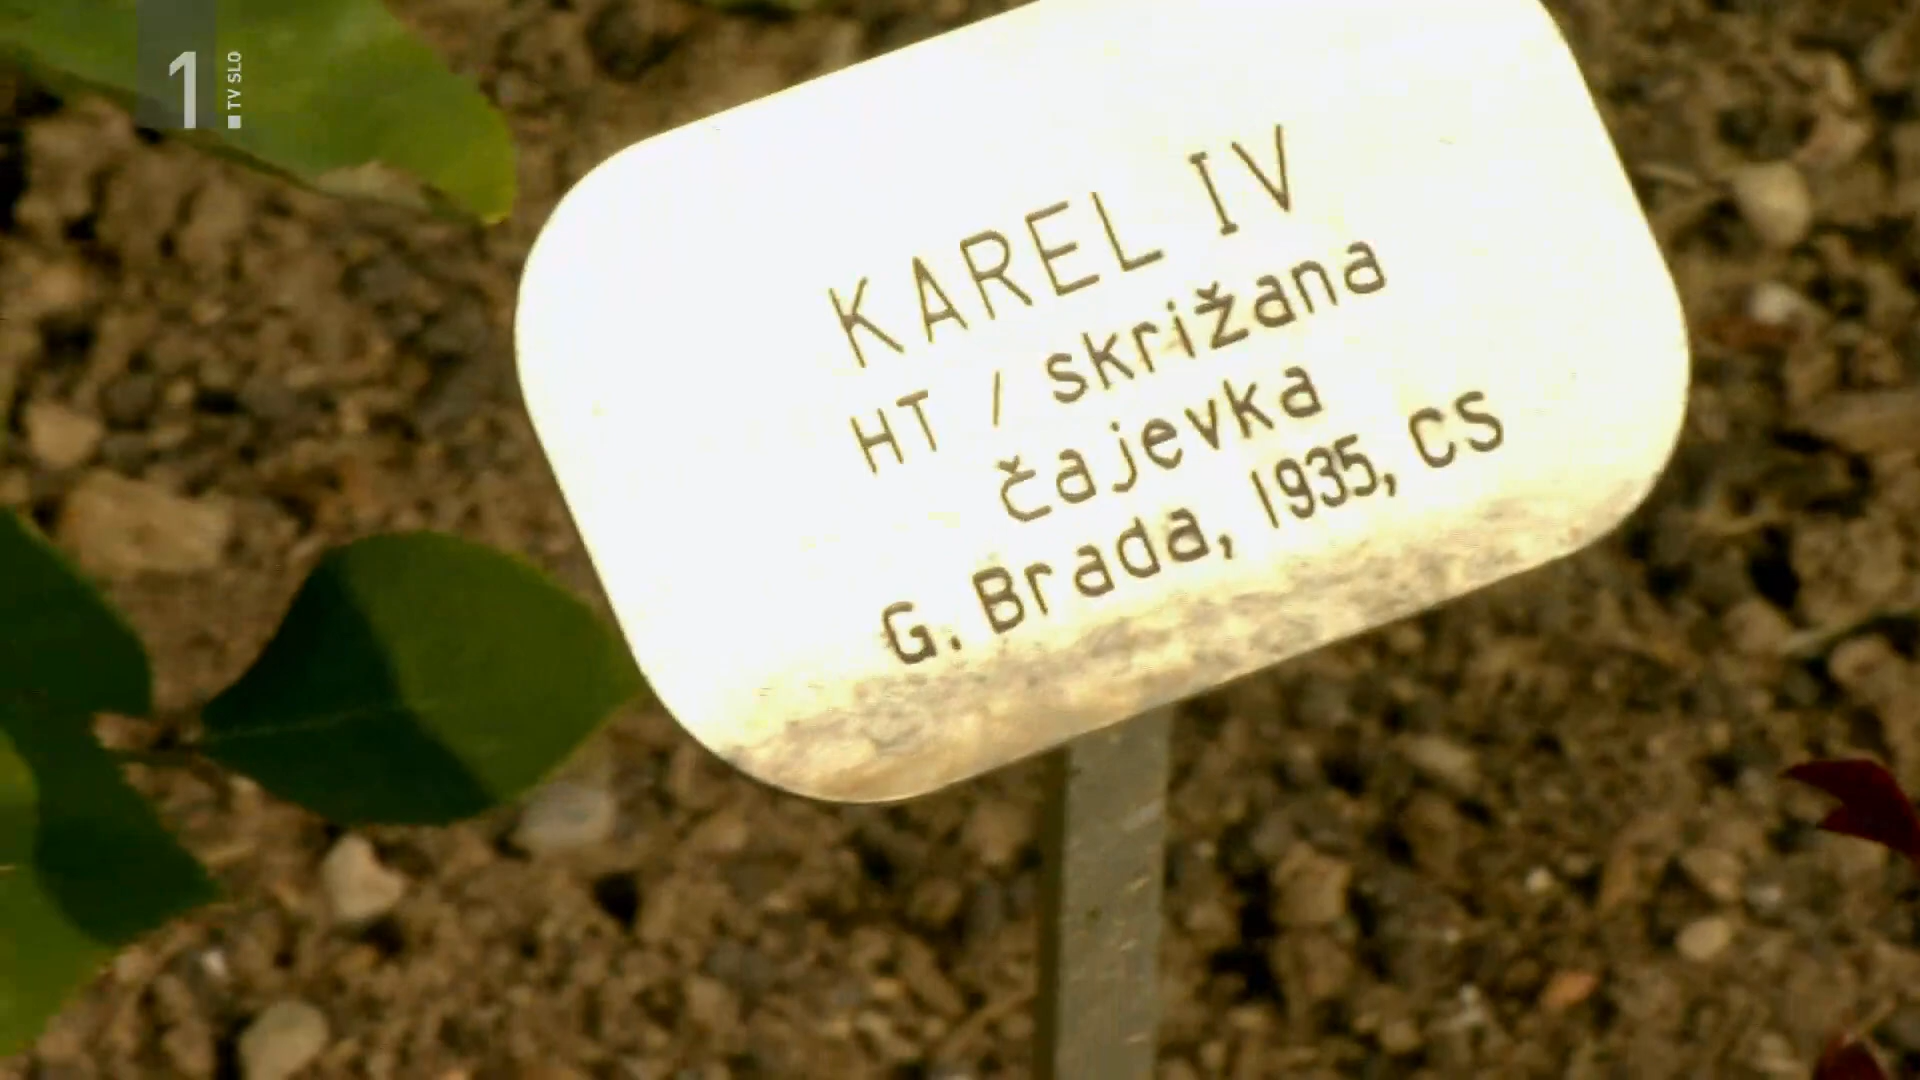 1.
TV SLO
KAREL IV
HT / skrižana
čajevka
G. Brada, 1935, CS